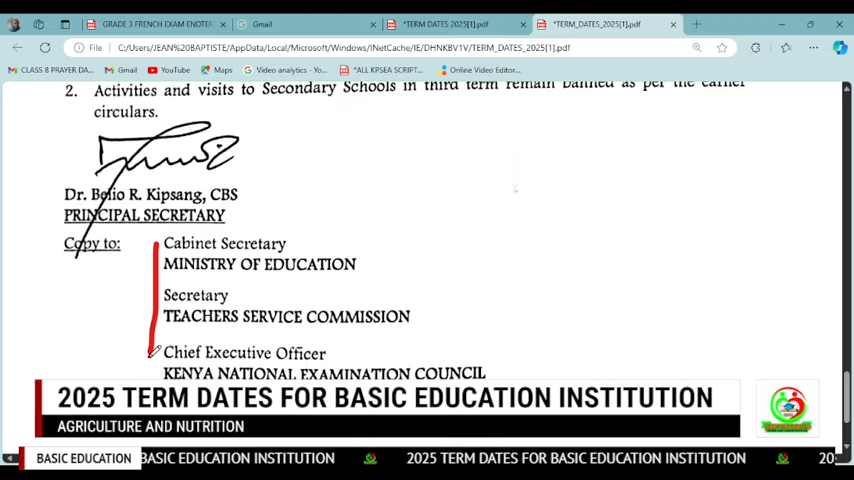 GRADE 3 FRENCH EXAM ENDTER
Gmail
*TERM DATES 2025[1].pdf
*TERM_DATES_2025[1].pdf
File
C:/Users/JEAN%20BAPTISTE/AppData/Local/Microsoft/Windows/INetCache/IE/DHNKBV1V/TERM_DATES_2025[1].pdf
CLASS 8 PRAYER DA...
Gmail
YouTube
Maps
Video analytics - Yo...
*ALL KPSEA SCRIPT...
Online Video Editor...
2. Activities and visits to Secondary Schools in third term remain banned as per the earlier
circulars.
Dr. Belio R. Kipsang, CBS
PRINCIPAL SECRETARY
Copy to: Cabinet Secretary
MINISTRY OF EDUCATION
Secretary
TEACHERS SERVICE COMMISSION
Chief Executive Officer
KENYA NATIONAL EXAMINATION COUNCIL
2025 TERM DATES FOR BASIC EDUCATION INSTITUTION
AGRICULTURE AND NUTRITION
BASIC EDUCATION
BASIC EDUCATION INSTITUTION
2025 TERM DATES FOR BASIC EDUCATION INSTITUTION
20